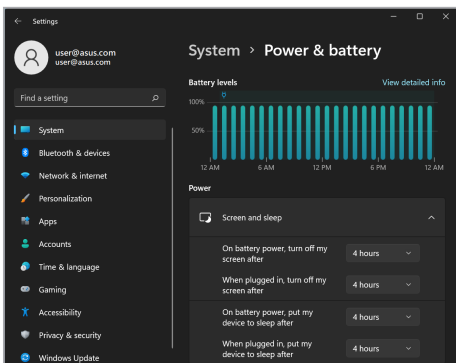 Settings
user@asus.com
user@asus.com
Find a setting
System
Bluetooth & devices
Network & internet
Personalization
Apps
Accounts
Time & language
Gaming
Accessibility
Privacy & security
Windows Update
System > Power & battery
Battery levels
View detailed info
100%
50%
12 AM 6 AM 12 PM 6 PM 12 AM
Power
Screen and sleep
On battery power, turn off my
screen after
4 hours
When plugged in, turn off my
screen after
4 hours
On battery power, put my
device to sleep after
4 hours
When plugged in, put my
device to sleep after
4 hours